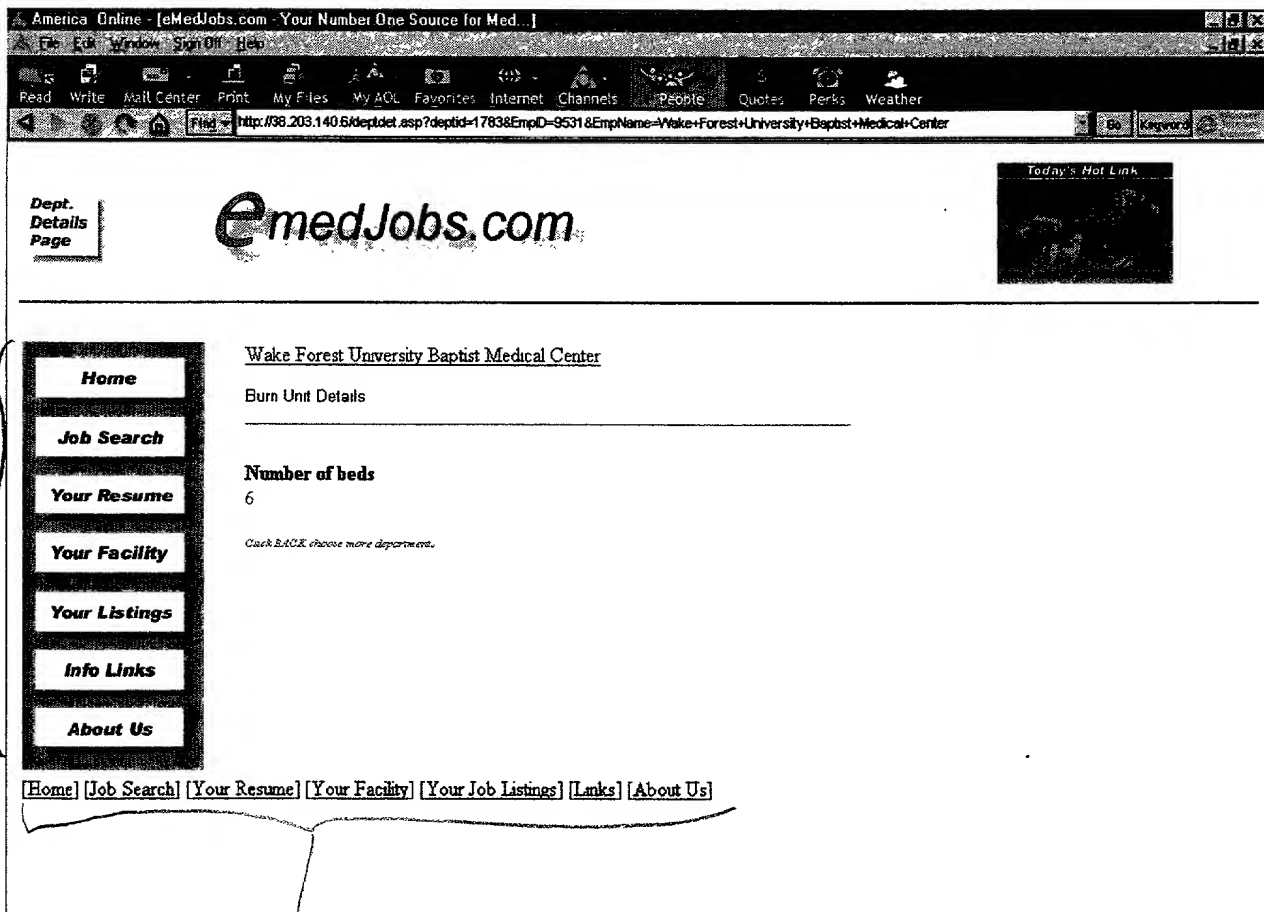 America Online - [eMedJobs.com - Your Number One Source for Med...]
File Edit Window Sign Off Help
Read Write Mail Center Print My Files My AOL Favorites Internet Channels People Quotes Perks Weather
Find http://38.203.140.6/deptdet.asp?deptid=1783&EmpID=9531&EmpName=Wake+Forest+University+Baptist+Medical+Center Go Keyword
Today's Hot Link
Dept.
Details
Page
emedJobs.com
Wake Forest University Baptist Medical Center
Burn Unit Details
Number of beds
6
Click BACK choose more department.
Home
Job Search
Your Resume
Your Facility
Your Listings
Info Links
About Us
[Home] [Job Search] [Your Resume] [Your Facility] [Your Job Listings] [Links] [About Us]